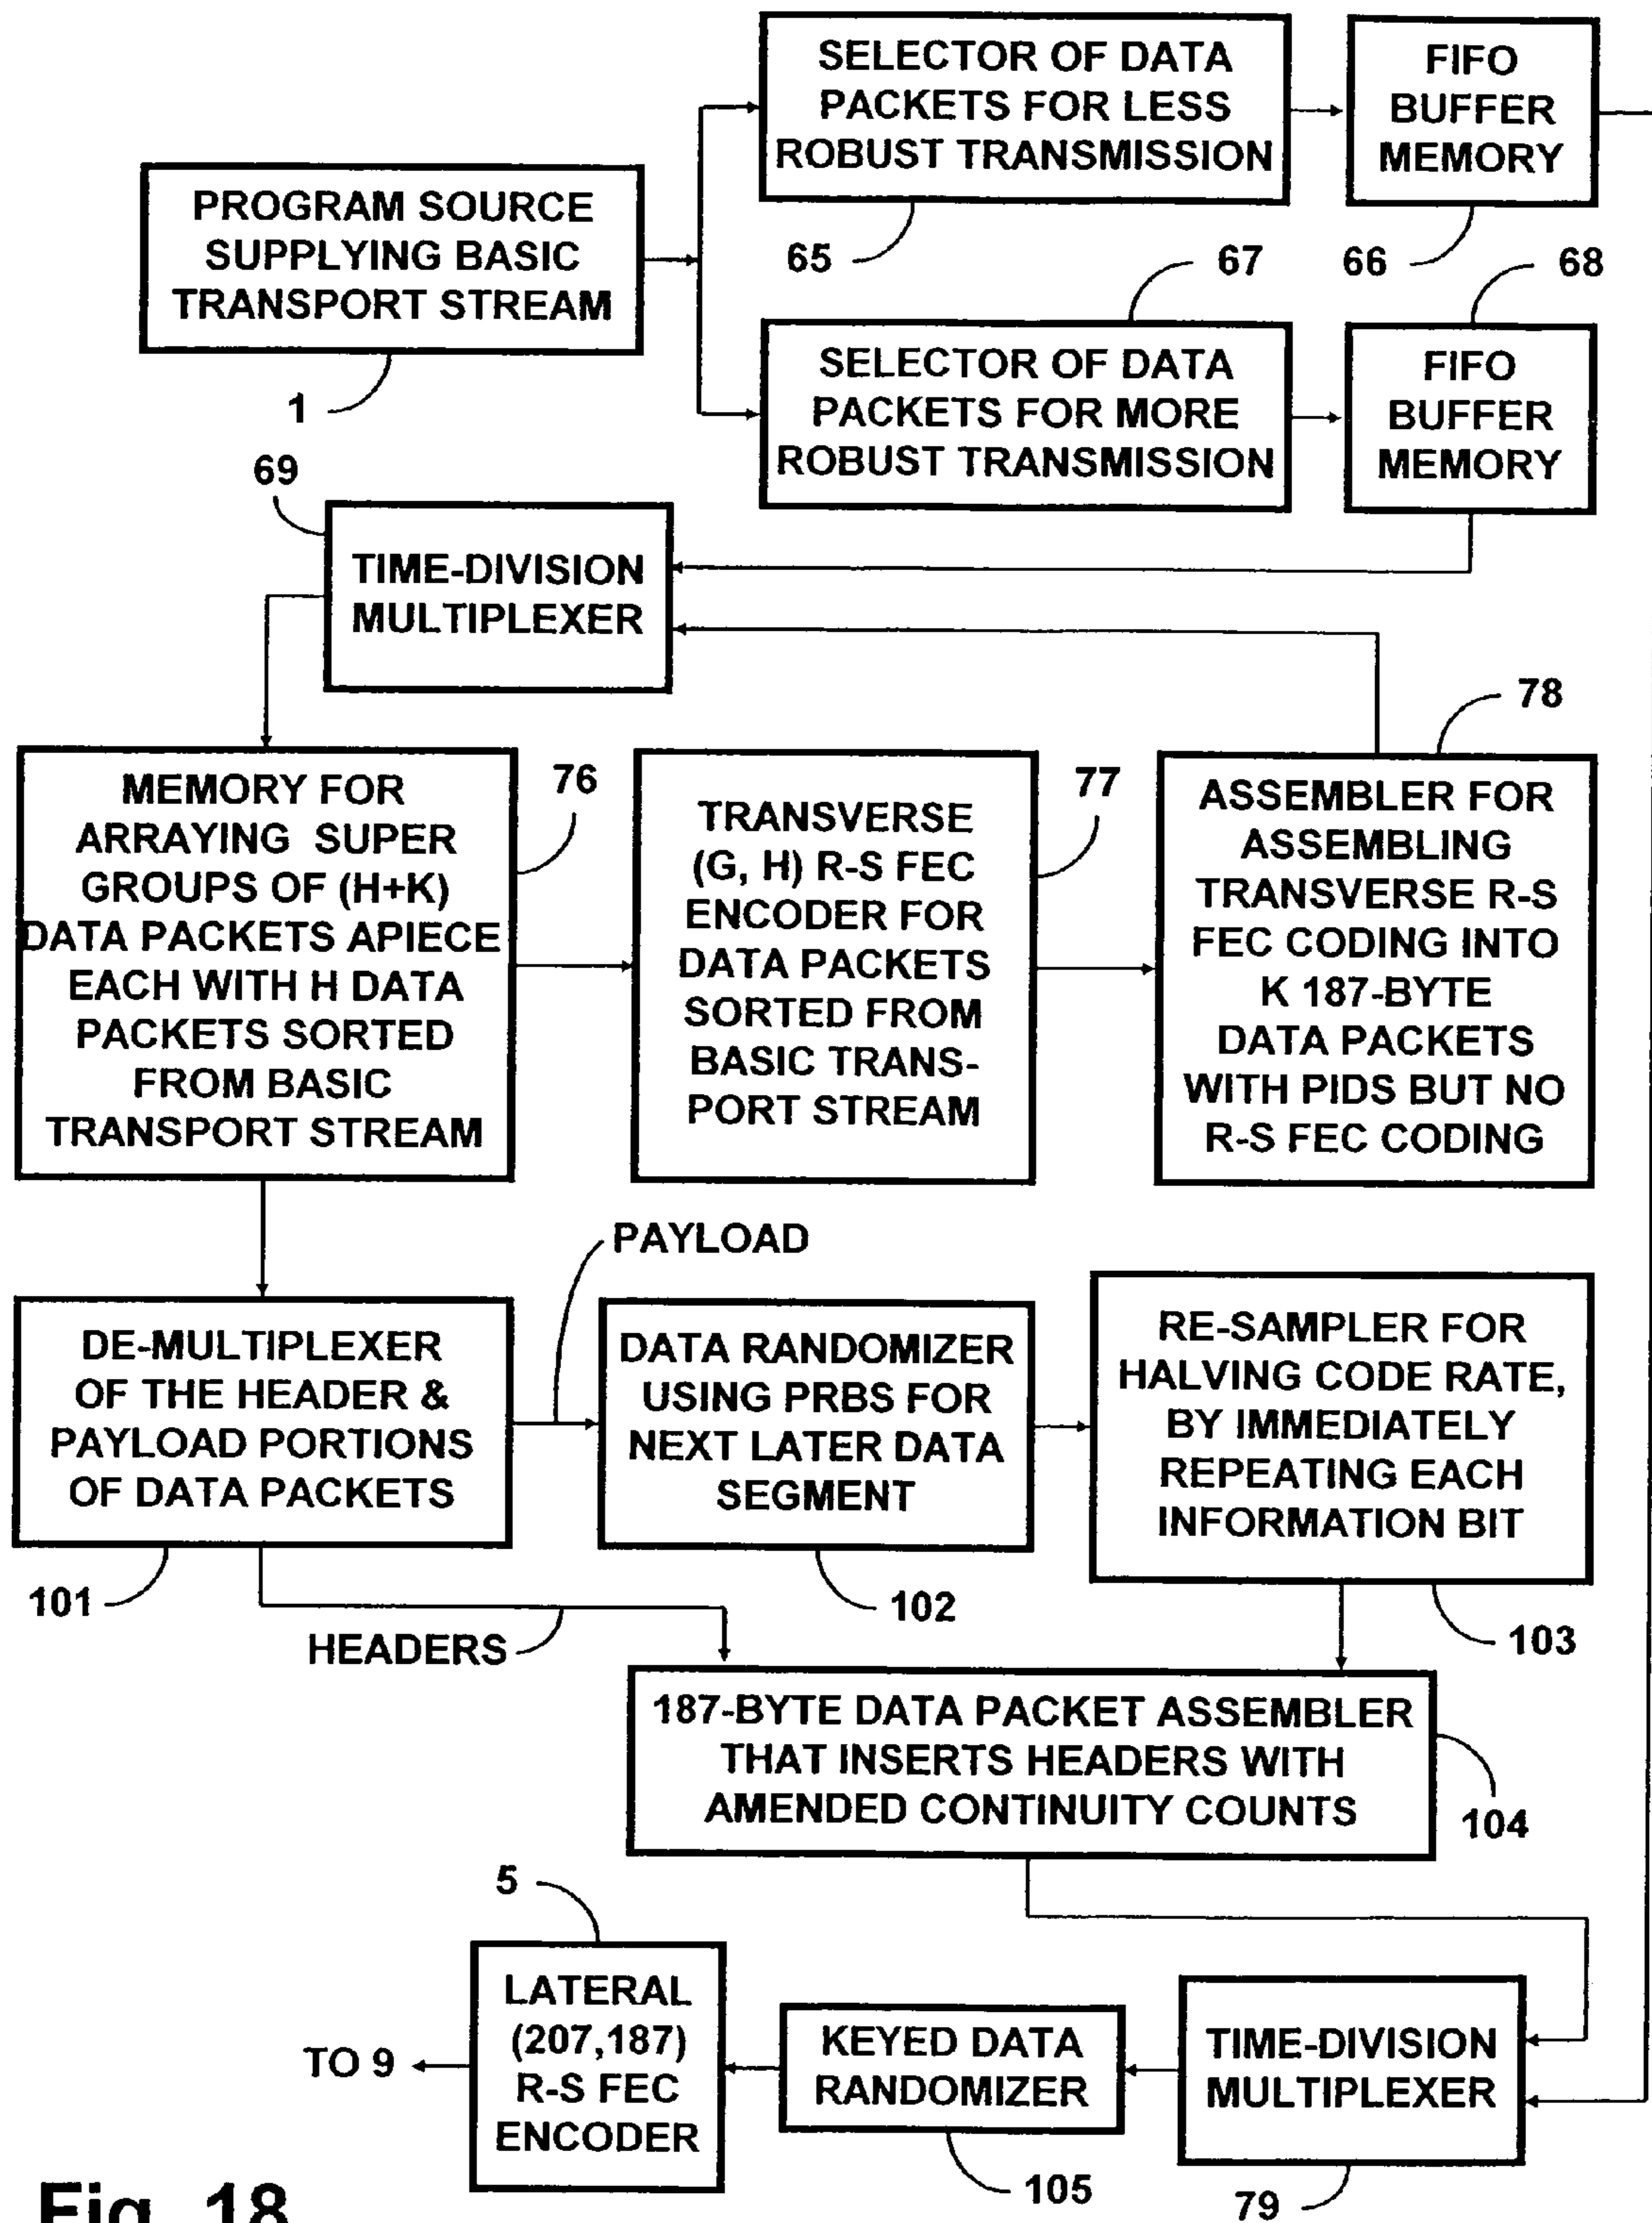 SELECTOR OF DATA
PACKETS FOR LESS
ROBUST TRANSMISSION
FIFO
BUFFER
MEMORY
PROGRAM SOURCE
SUPPLYING BASIC
TRANSPORT STREAM
65
67
66
68
1
SELECTOR OF DATA
PACKETS FOR MORE
ROBUST TRANSMISSION
FIFO
BUFFER
MEMORY
69
TIME-DIVISION
MULTIPLEXER
78
MEMORY FOR
ARRAYING SUPER
GROUPS OF (H+K)
DATA PACKETS APIECE
EACH WITH H DATA
PACKETS SORTED
FROM BASIC
TRANSPORT STREAM
76
TRANSVERSE
(G, H) R-S FEC
ENCODER FOR
DATA PACKETS
SORTED FROM
BASIC TRANS-
PORT STREAM
77
ASSEMBLER FOR
ASSEMBLING
TRANSVERSE R-S
FEC CODING INTO
K 187-BYTE
DATA PACKETS
WITH PIDS BUT NO
R-S FEC CODING
PAYLOAD
DE-MULTIPLEXER
OF THE HEADER &
PAYLOAD PORTIONS
OF DATA PACKETS
DATA RANDOMIZER
USING PRBS FOR
NEXT LATER DATA
SEGMENT
RE-SAMPLER FOR
HALVING CODE RATE,
BY IMMEDIATELY
REPEATING EACH
INFORMATION BIT
101
102
103
HEADERS
187-BYTE DATA PACKET ASSEMBLER
THAT INSERTS HEADERS WITH
AMENDED CONTINUITY COUNTS
104
5
TO 9
LATERAL
(207,187)
R-S FEC
ENCODER
KEYED DATA
RANDOMIZER
TIME-DIVISION
MULTIPLEXER
105
79
Fig. 18